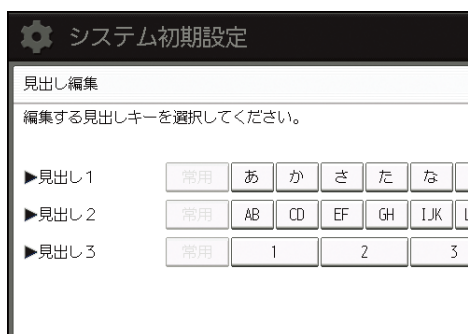 システム初期設定
見出し編集
編集する見出しキーを選択してください。
▶見出し1 常用 あ か さ た な
▶見出し2 常用 AB CD EF GH IJK
▶見出し3 常用 1 2 3